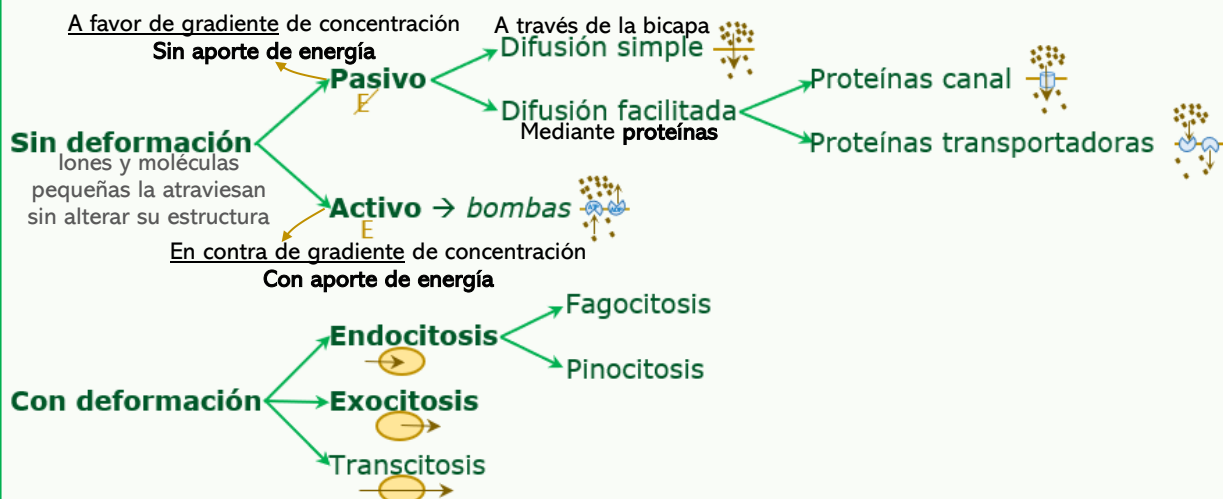 A favor de gradiente de concentración
Sin aporte de energía
A través de la bicapa
Difusión simple
Pasivo
E
Difusión facilitada
Mediante proteínas
Proteínas canal
Proteínas transportadoras
Sin deformación
Iones y moléculas
pequeñas la atraviesan
sin alterar su estructura
Activo → bombas
E
En contra de gradiente de concentración
Con aporte de energía
Fagocitosis
Endocitosis
Pinocitosis
Con deformación
Exocitosis
Transcitosis